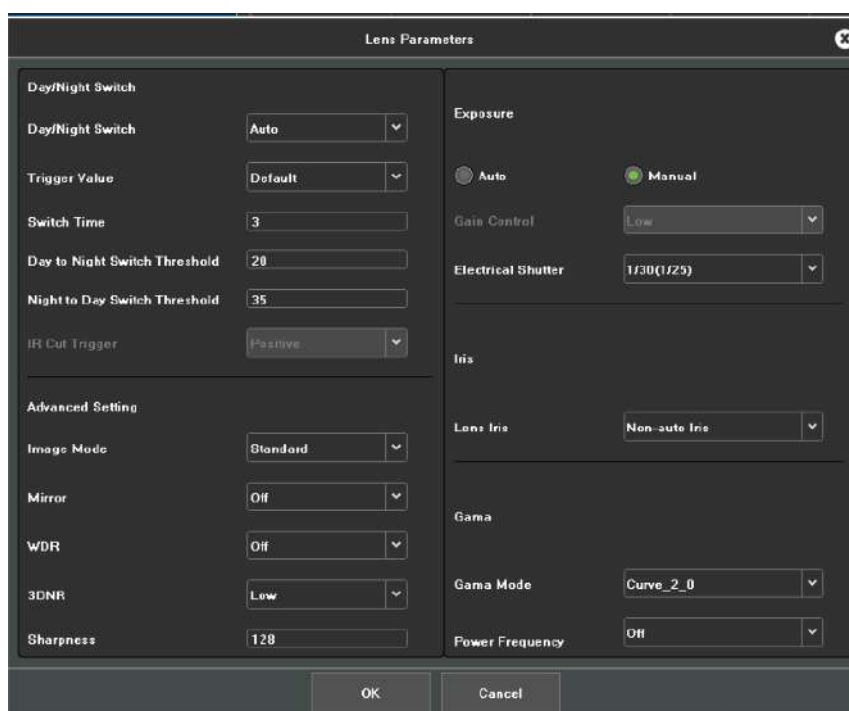 Lens Parameters
Day/Night Switch
Day/Night Switch Auto
Trigger Value Default
Switch Time 3
Day to Night Switch Threshold 20
Night to Day Switch Threshold 35
IR Cut Trigger Positive
Advanced Setting
Image Mode Standard
Mirror Off
WDR Off
3DNR Low
Sharpness 128
Exposure
Auto Manual
Gain Control Low
Electrical Shutter 1/30(1/25)
Iris
Lens Iris Non-auto Iris
Gama
Gama Mode Curve_2_0
Power Frequency Off
OK Cancel